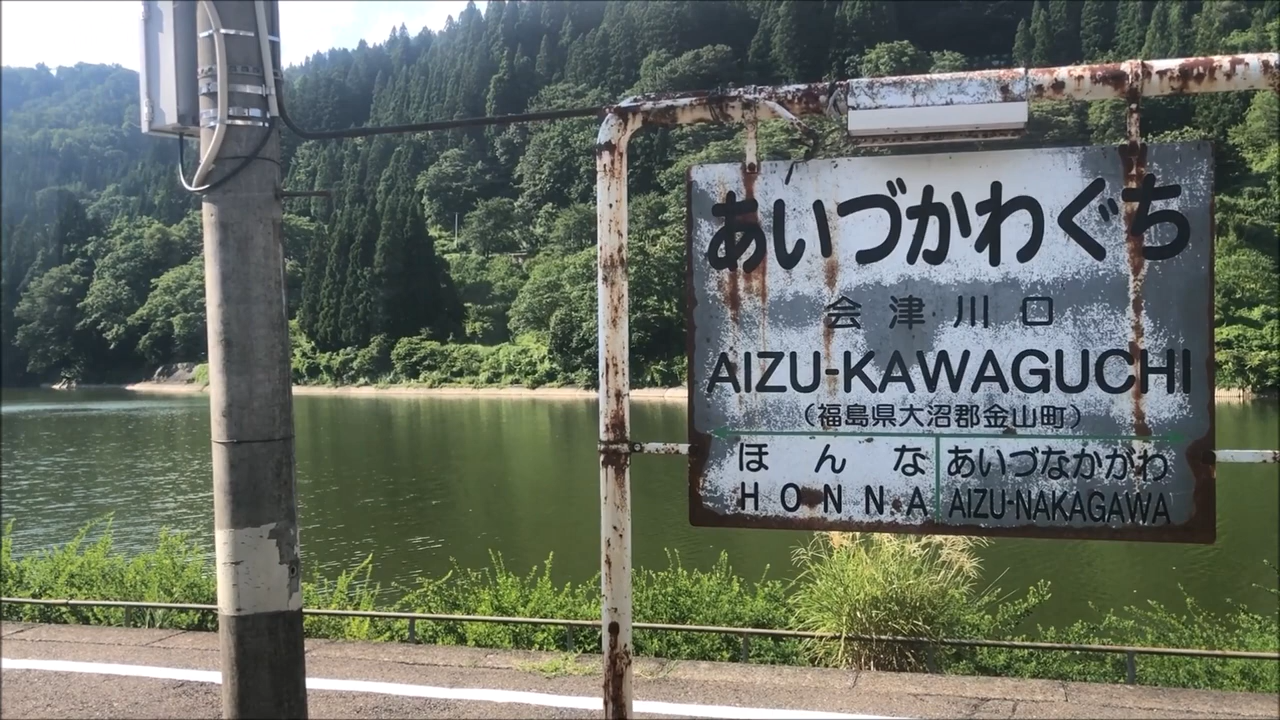 あいづかわぐち
会津川口
AIZU-KAWAGUCHI
(福島県大沼郡金山町)
ほんな あいづなかがわ
HONNA AIZU-NAKAGAWA